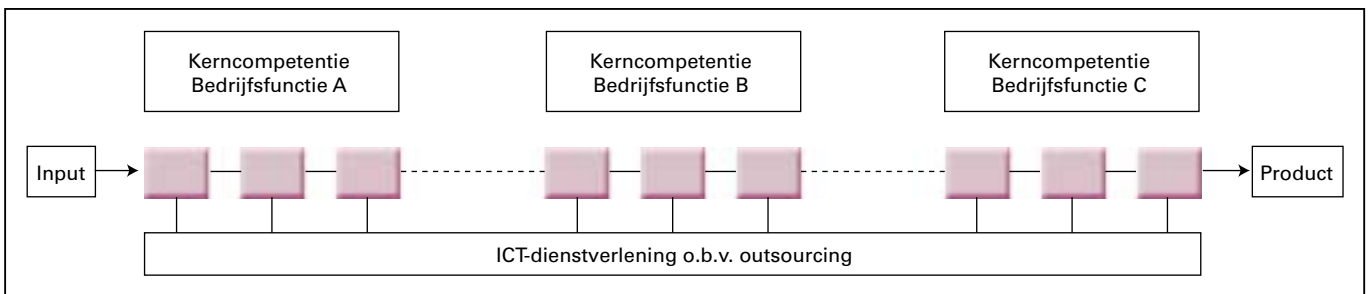 Kerncompetentie
Bedrijfsfunctie A
Kerncompetentie
Bedrijfsfunctie B
Kerncompetentie
Bedrijfsfunctie C
Input
Product
ICT-dienstverlening o.b.v. outsourcing